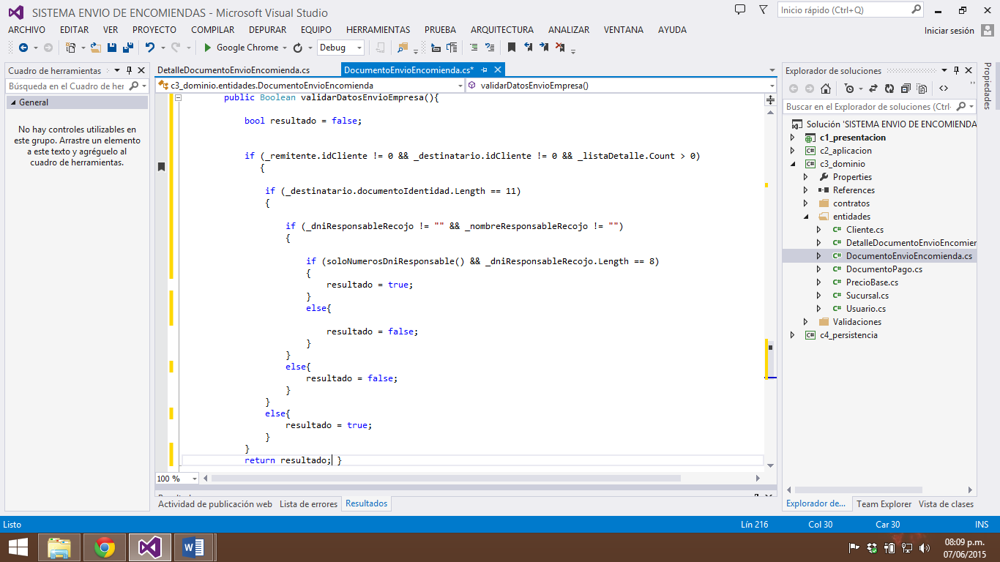 SISTEMA ENVIO DE ENCOMIENDAS - Microsoft Visual Studio
Inicio rápido (Ctrl+Q)
ARCHIVO EDITAR VER PROYECTO COMPILAR DEPURAR EQUIPO HERRAMIENTAS PRUEBA ARQUITECTURA ANALIZAR VENTANA AYUDA
Iniciar sesión
Google Chrome
Debug
Cuadro de herramientas
Búsqueda en el Cuadro de her
General
No hay controles utilizables en
este grupo. Arrastre un elemento
a este texto y agréguelo al
cuadro de herramientas.
DetalleDocumentoEnvioEncomienda.cs
DocumentoEnvioEncomienda.cs*
c3_dominio.entidades.DocumentoEnvioEncomienda
validarDatosEnvioEmpresa()
public Boolean validarDatosEnvioEmpresa(){
bool resultado = false;
if (_remitente.idCliente != 0 && _destinatario.idCliente != 0 && _listaDetalle.Count > 0)
{
if (_destinatario.documentoIdentidad.Length == 11)
{
if (_dniResponsableRecojo != "" && _nombreResponsableRecojo != "")
{
if (soloNumerosDniResponsable() && _dniResponsableRecojo.Length == 8)
{
resultado = true;
}
else{
resultado = false;
}
}
else{
resultado = false;
}
}
else{
resultado = true;
}
}
return resultado; }
100 %
Actividad de publicación web
Lista de errores
Resultados
Explorador de soluciones
Buscar en el Explorador de soluciones (Ctrl-
Solución 'SISTEMA ENVIO DE ENCOMIENDA
c1_presentacion
c2_aplicacion
c3_dominio
Properties
References
contratos
entidades
C# Cliente.cs
C# DetalleDocumentoEnvioEncomien
C# DocumentoEnvioEncomienda.cs
C# DocumentoPago.cs
C# PrecioBase.cs
C# Sucursal.cs
C# Usuario.cs
Validaciones
c4_persistencia
Explorador de...
Team Explorer
Vista de clases
Propiedades
Listo
Lín 216
Col 30
Car 30
INS
08:09 p.m.
07/06/2015